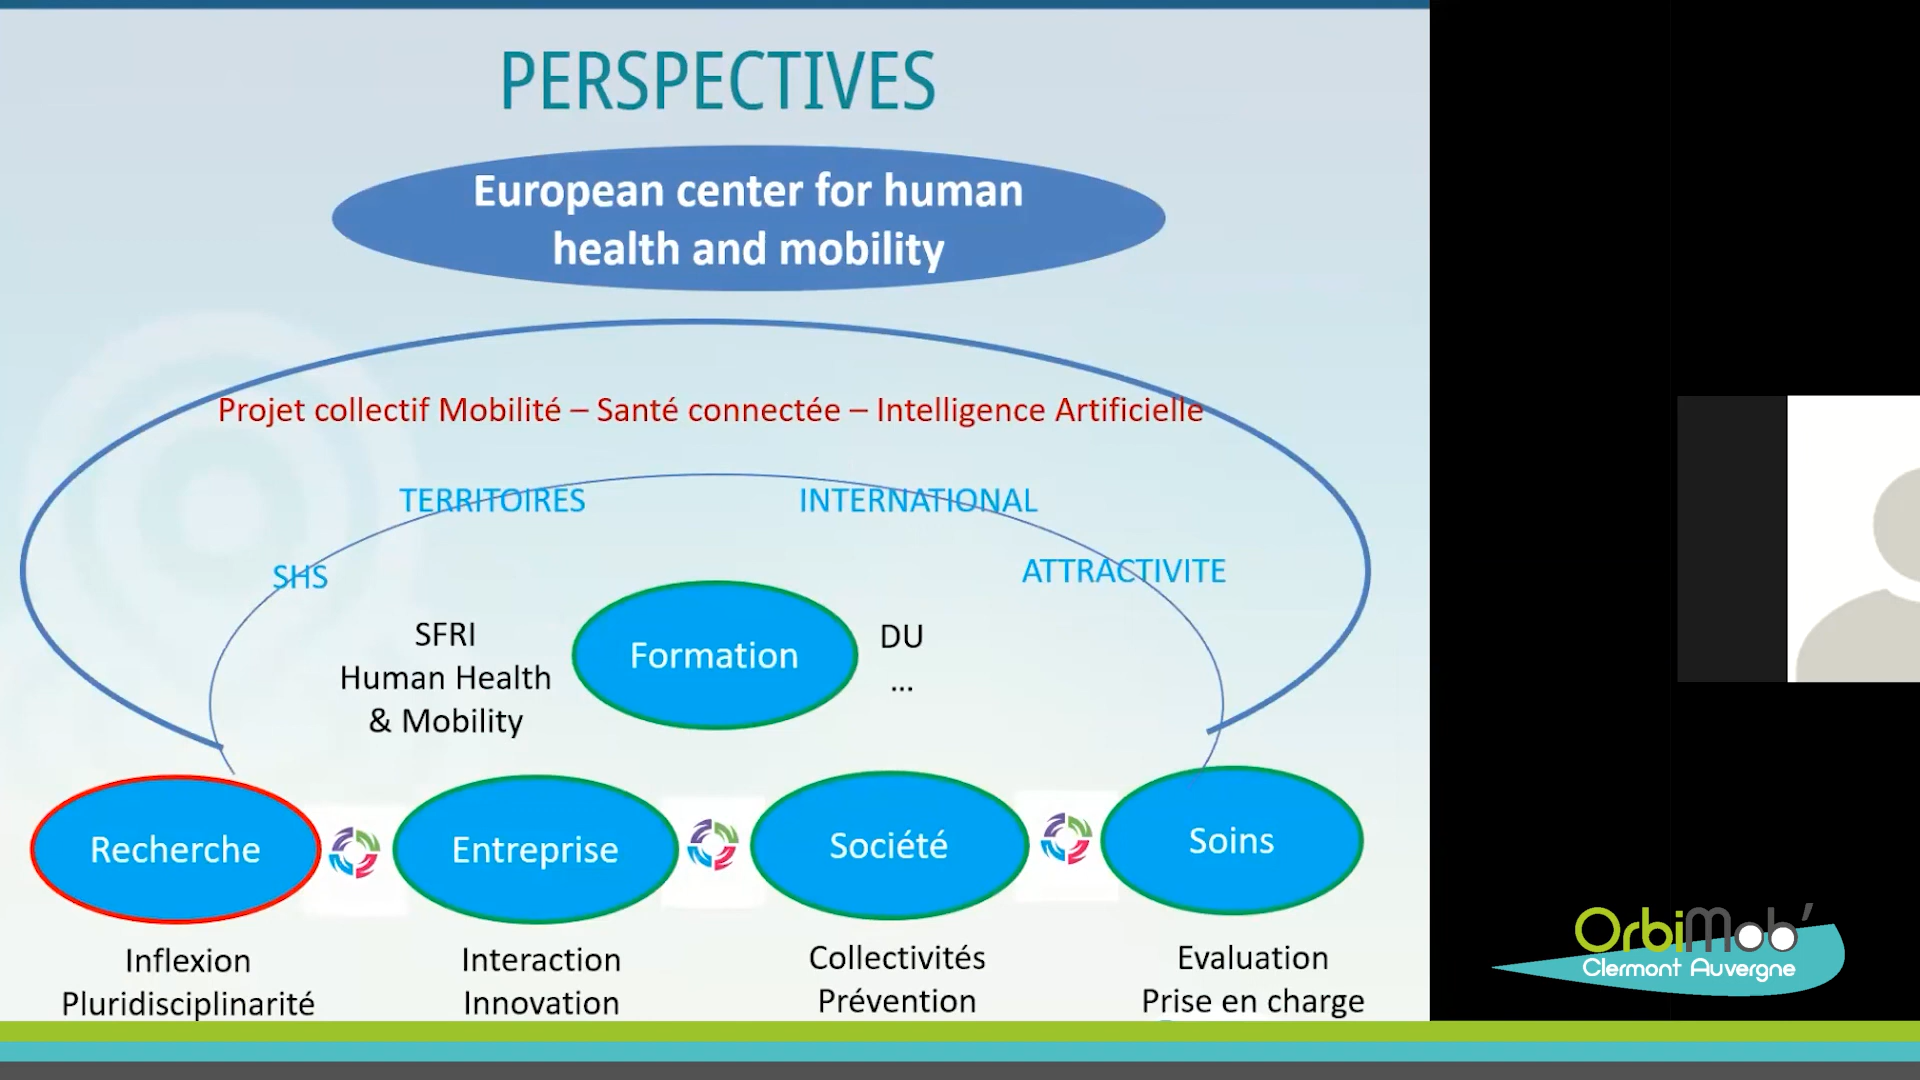 PERSPECTIVES
European center for human
health and mobility
Projet collectif Mobilité – Santé connectée – Intelligence Artificielle
TERRITOIRES
INTERNATIONAL
SHS
ATTRACTIVITE
SFRI
Human Health
& Mobility
Formation
DU
...
Recherche
Entreprise
Société
Soins
Inflexion
Pluridisciplinarité
Interaction
Innovation
Collectivités
Prévention
Evaluation
Prise en charge
OrbiMob'
Clermont Auvergne